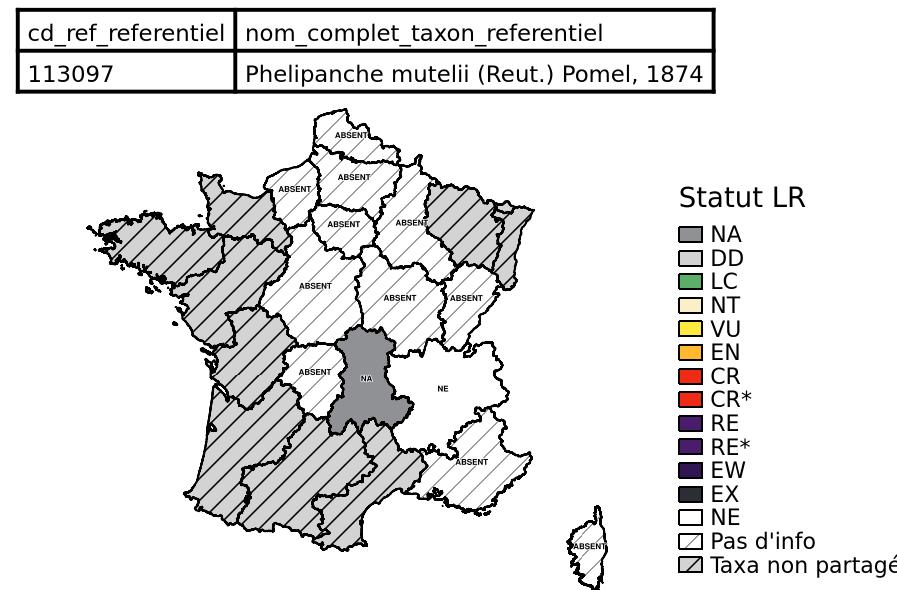 cd_ref_referentiel nom_complet_taxon_referentiel
113097 Phelipanche mutelii (Reut.) Pomel, 1874
ABSENT
ABSENT
ABSENT
ABSENT
ABSENT
ABSENT
ABSENT
ABSENT
ABSENT
NA
NE
ABSENT
ABSENT
Statut LR
NA
DD
LC
NT
VU
EN
CR
CR*
RE
RE*
EW
EX
NE
Pas d'info
Taxa non partagé